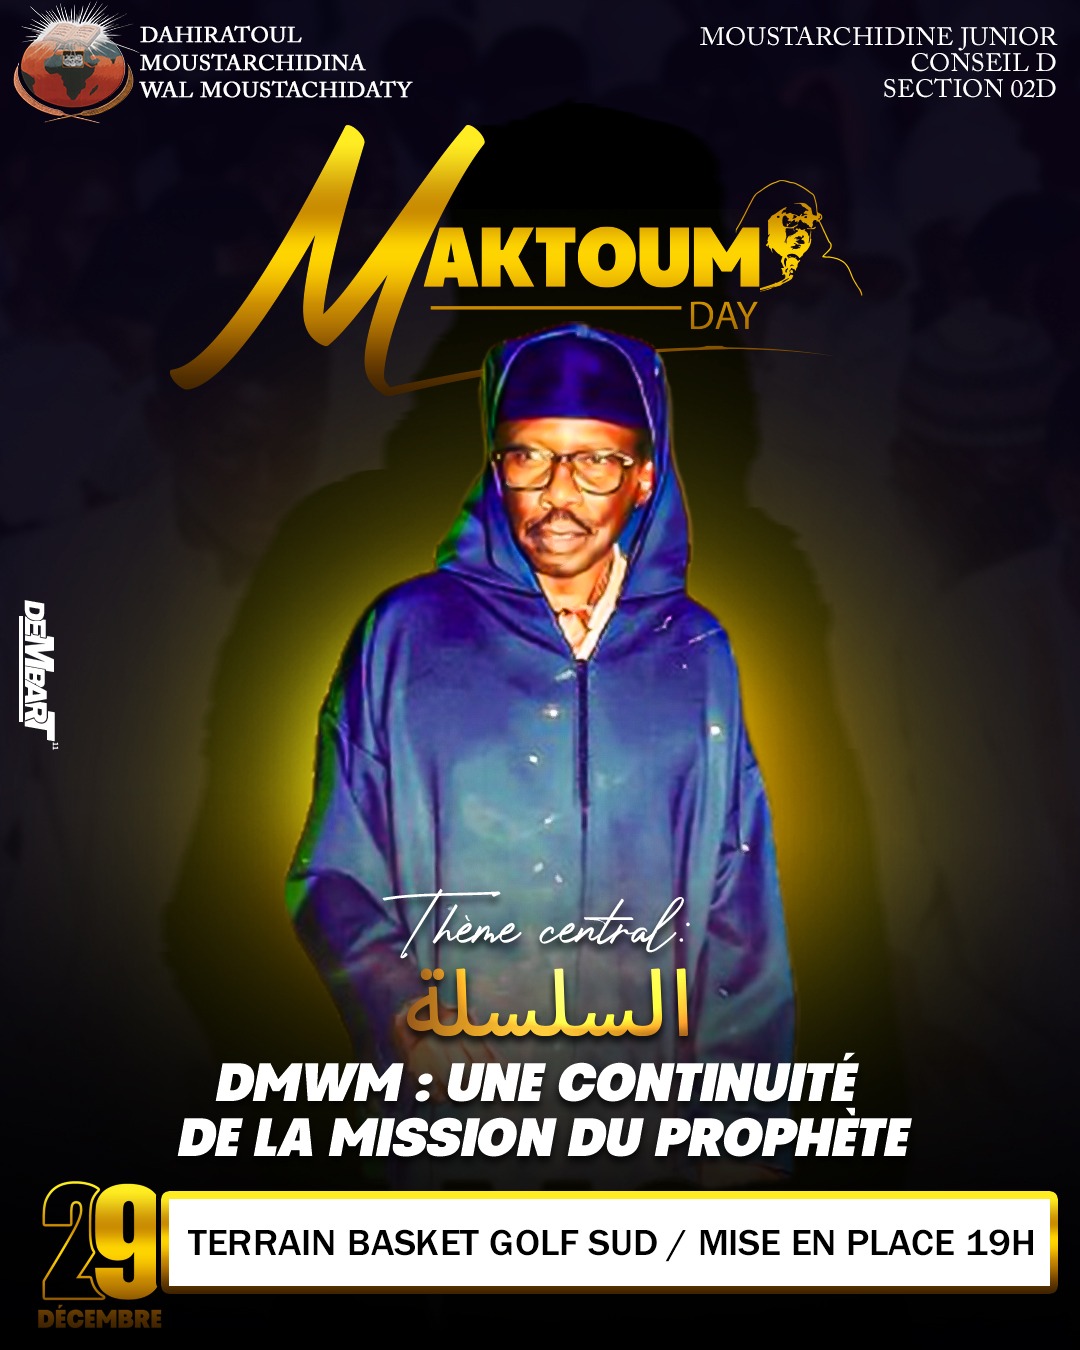 DAHIRATOUL
MOUSTARCHIDINA
WAL MOUSTACHIDATY
MOUSTARCHIDINE JUNIOR
CONSEIL D
SECTION 02D
MAKTOUM
DAY
DEMBART
11
Thème central:
السلسلة
DMWM : UNE CONTINUITÉ
DE LA MISSION DU PROPHÈTE
29
DÉCEMBRE
TERRAIN BASKET GOLF SUD / MISE EN PLACE 19H